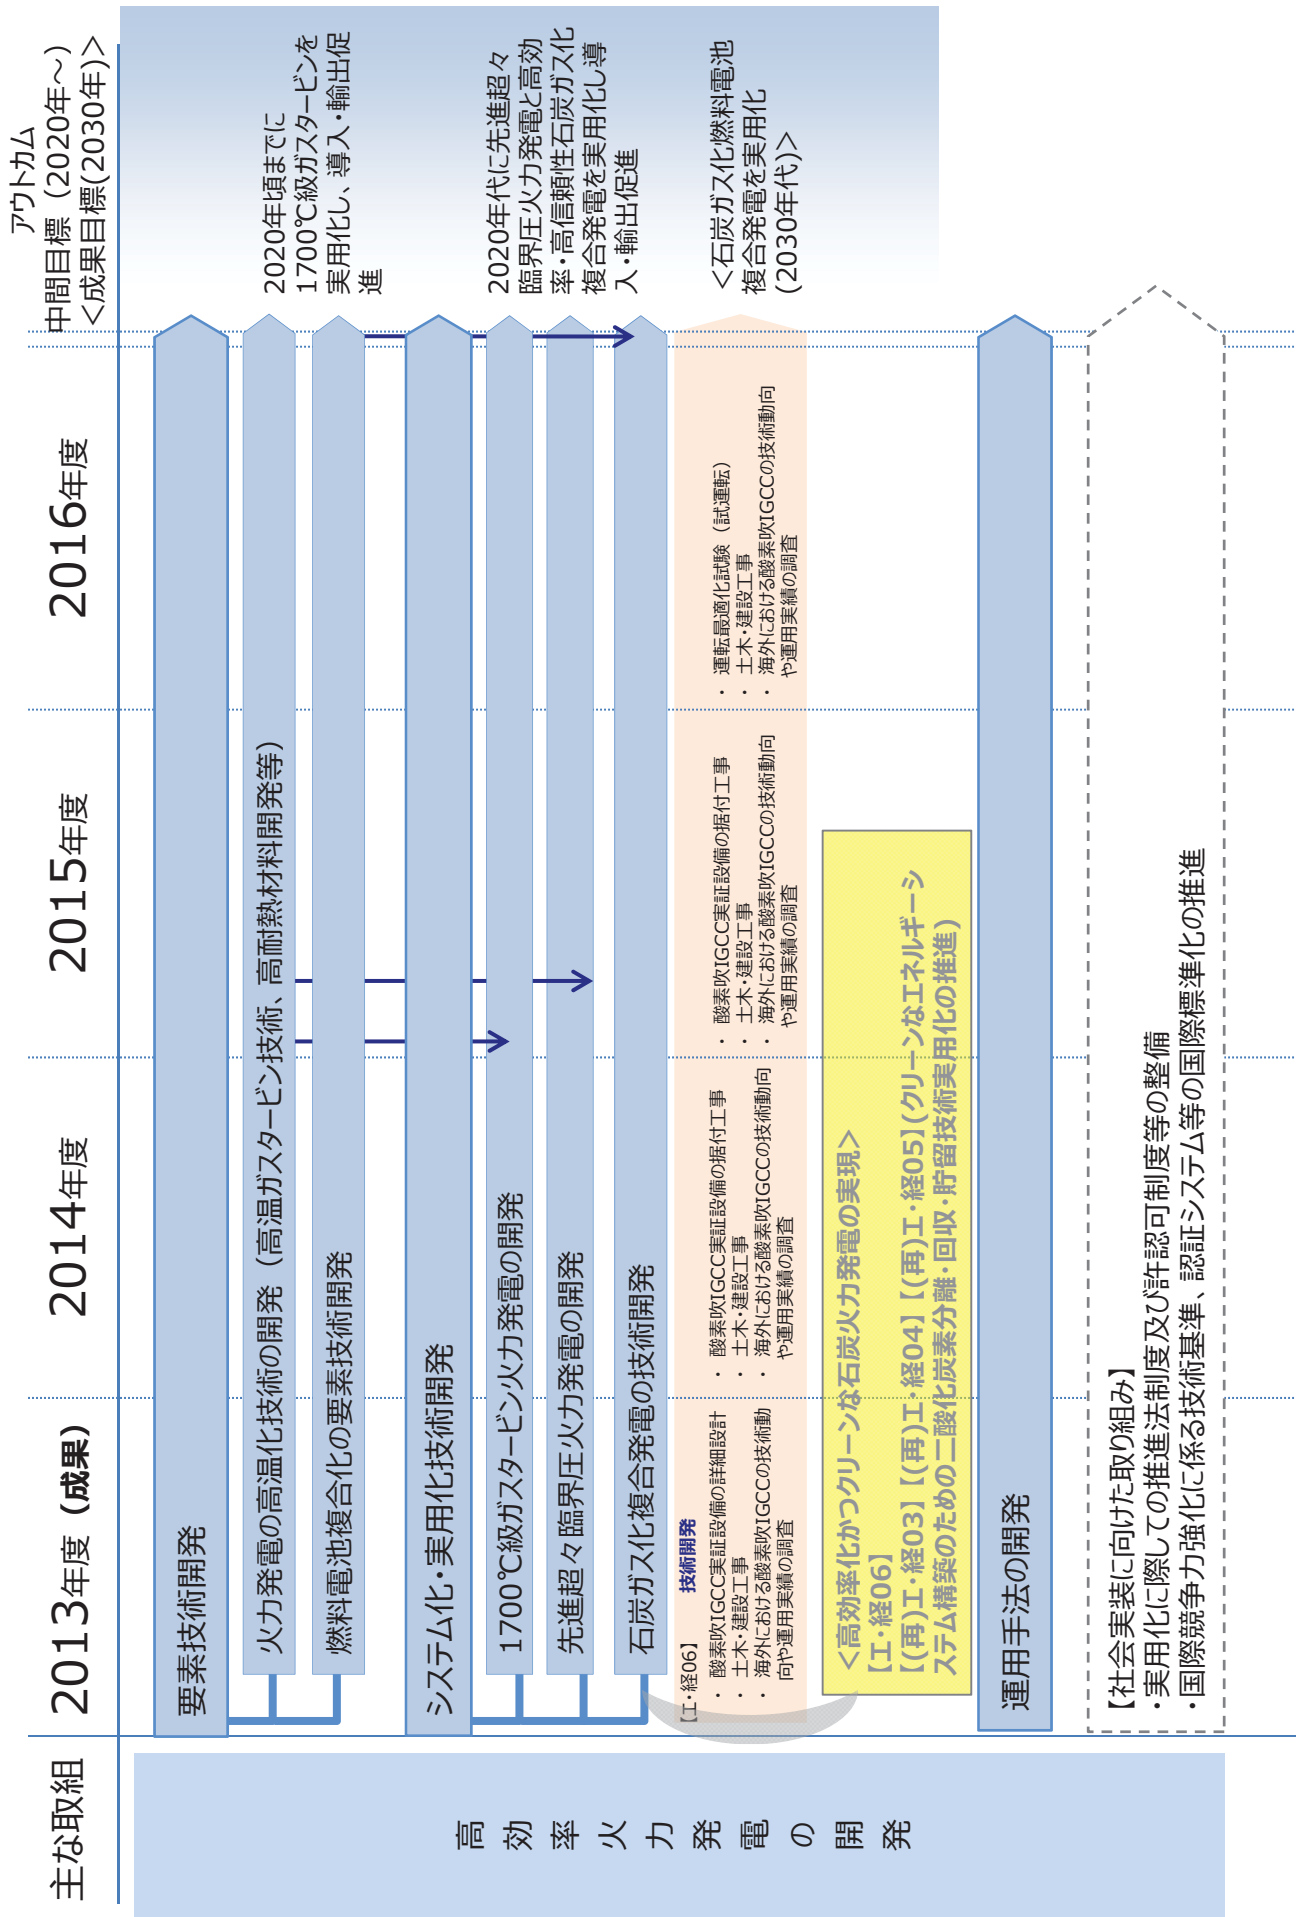 主な取組
2013年度（成果）
2014年度
2015年度
2016年度
アウトカム
中間目標（2020年～）
＜成果目標(2030年)＞
高効率火力発電の開発
要素技術開発
火力発電の高温化技術の開発（高温ガスタービン技術、高耐熱材料開発等）
燃料電池複合化の要素技術開発
2020年頃までに
1700℃級ガスタービンを
実用化し、導入・輸出促
進
システム化・実用化技術開発
1700℃級ガスタービン火力発電の開発
先進超々臨界圧火力発電の開発
石炭ガス化複合発電の技術開発
2020年代に先進超々
臨界圧火力発電と高効
率・高信頼性石炭ガス化
複合発電を実用化し導
入・輸出促進
【エ・経06】
技術開発
・ 酸素吹IGCC実証設備の詳細設計
・ 土木・建設工事
・ 海外における酸素吹IGCCの技術動
向や運用実績の調査
・ 酸素吹IGCC実証設備の据付工事
・ 土木・建設工事
・ 海外における酸素吹IGCCの技術動向
や運用実績の調査
・ 酸素吹IGCC実証設備の据付工事
・ 土木・建設工事
・ 海外における酸素吹IGCCの技術動向
や運用実績の調査
・ 運転最適化試験（試運転）
・ 土木・建設工事
・ 海外における酸素吹IGCCの技術動向
や運用実績の調査
＜石炭ガス化燃料電池
複合発電を実用化
(2030年代)＞
＜高効率化かつクリーンな石炭火力発電の実現＞
【エ・経06】
【(再)エ・経03】【(再)エ・経04】【(再)エ・経05】(クリーンなエネルギーシ
ステム構築のための二酸化炭素分離・回収・貯留技術実用化の推進)
運用手法の開発
【社会実装に向けた取り組み】
・実用化に際しての推進法制度及び許認可制度等の整備
・国際競争力強化に係る技術基準、認証システム等の国際標準化の推進